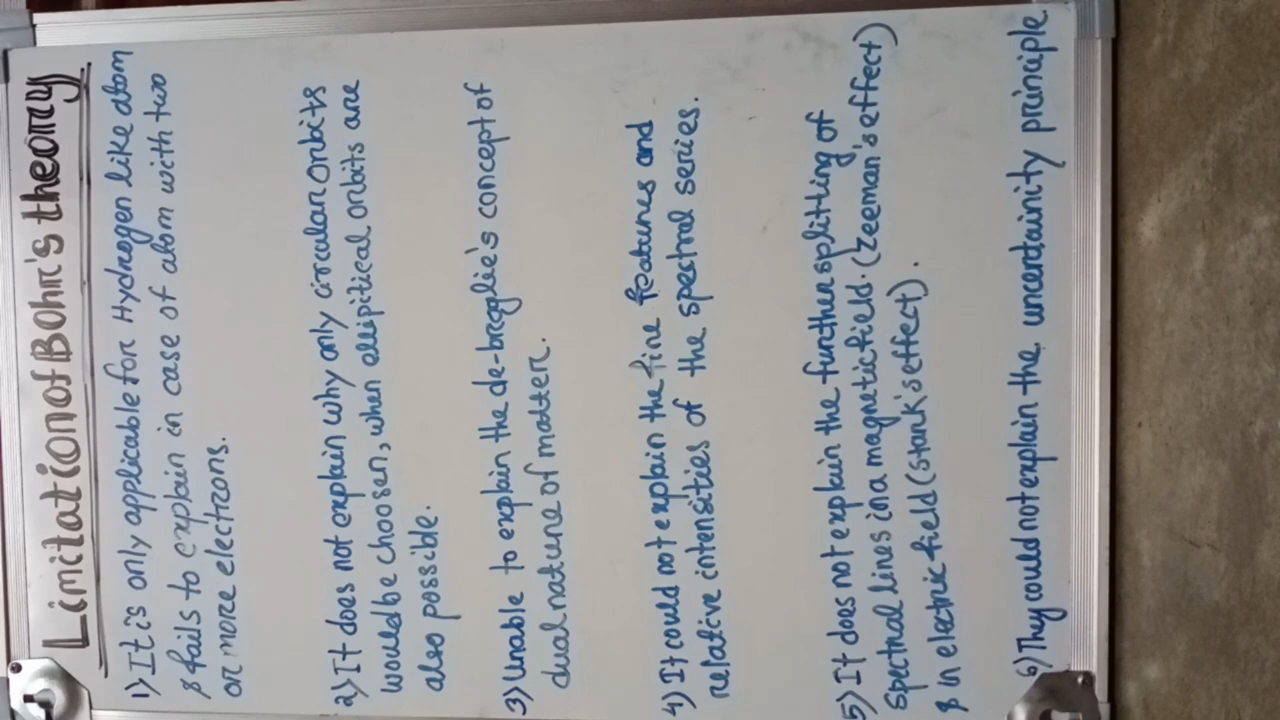 Limitation of Bohr's theory
1) It is only applicable for Hydrogen like atom
& fails to explain in case of atom with two
or more electrons.
2) It does not explain why only circular orbits
would be choosen, when ellipitical orbits are
also possible.
3) Unable to explain the de-broglie's concept of
dual nature of matter.
4) It could not explain the fine features and
relative intensities of the spectral series.
5) It does not explain the further splitting of
spectral lines in a magnetic field. (Zeeman's effect)
& in electric field (Stark's effect).
6) Thy could not explain the uncertainity principle